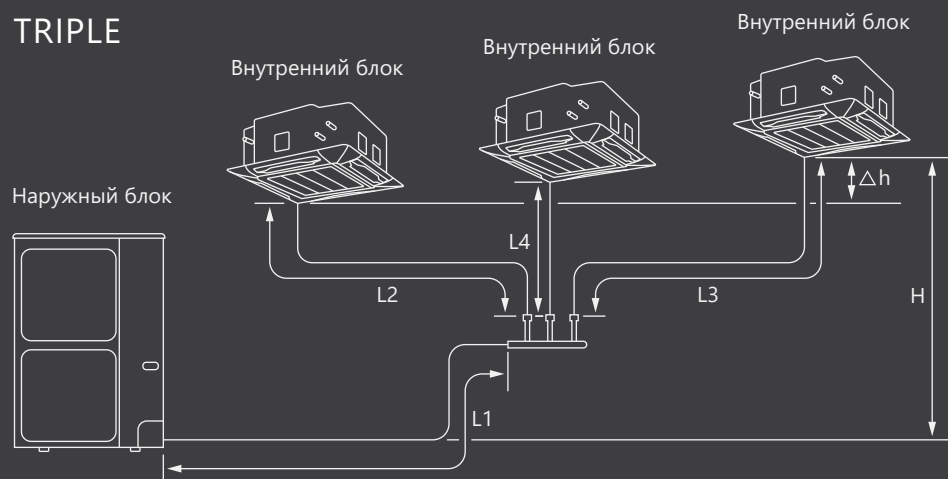 TRIPLE
Внутренний блок
Внутренний блок
Внутренний блок
Наружный блок
△h
L4
L2
L3
H
L1